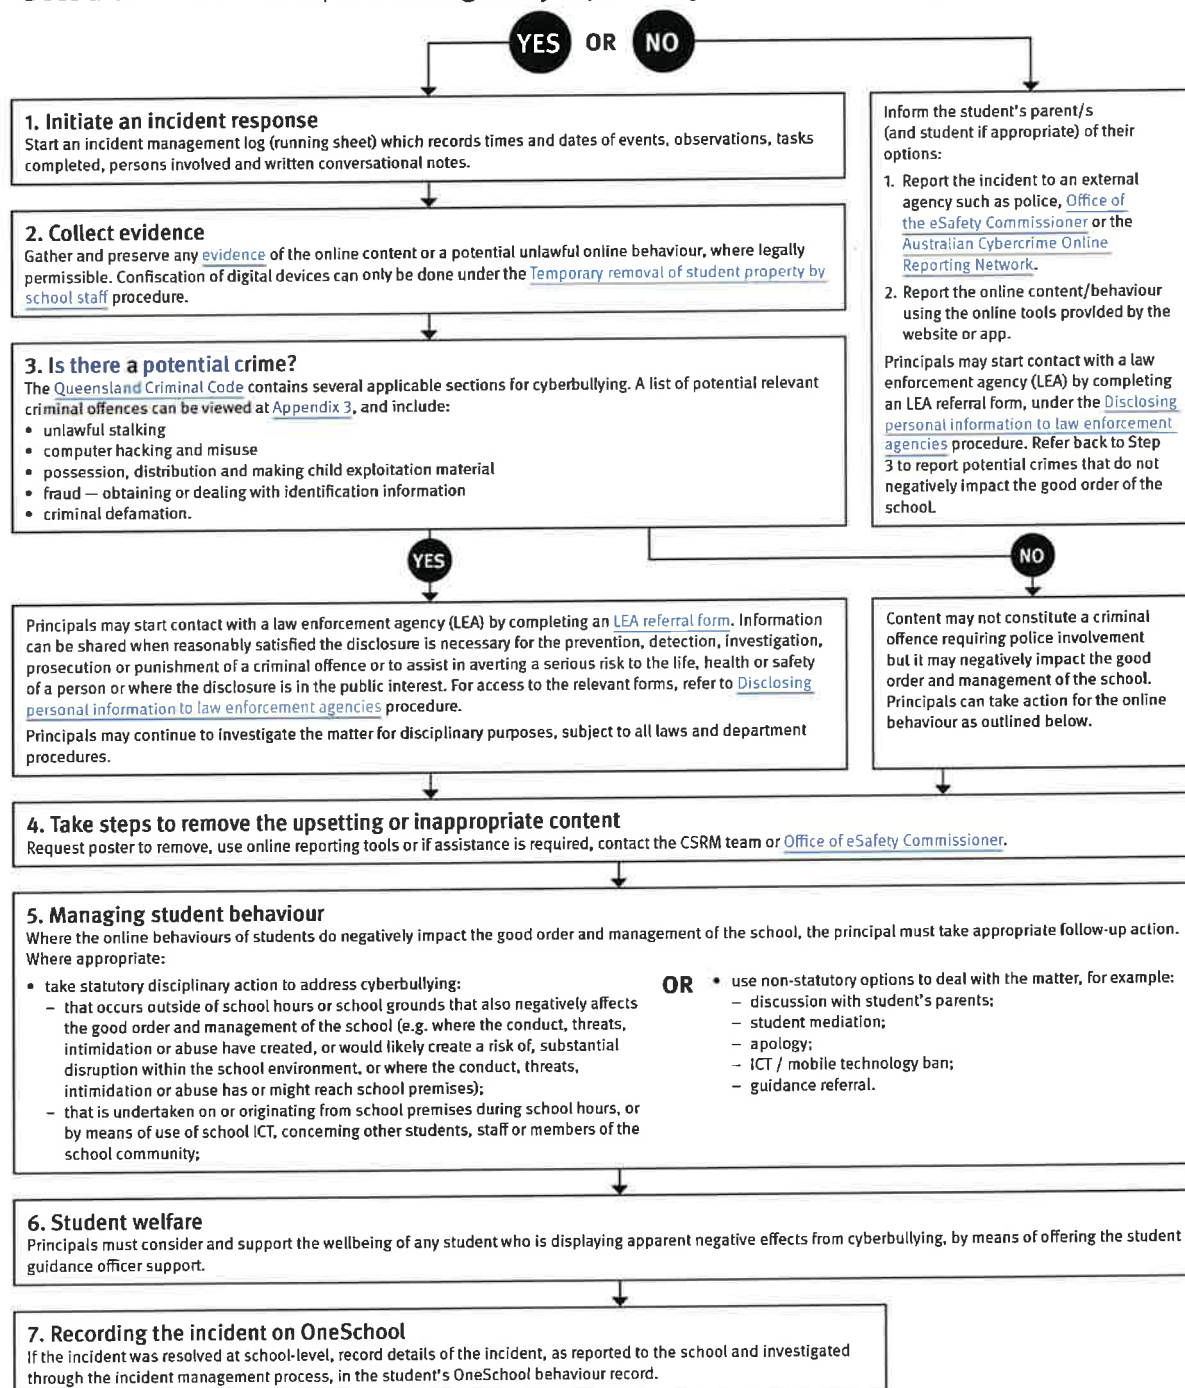 YES OR NO
1. Initiate an incident response
Start an incident management log (running sheet) which records times and dates of events, observations, tasks
completed, persons involved and written conversational notes.
2. Collect evidence
Gather and preserve any evidence of the online content or a potential unlawful online behaviour, where legally
permissible. Confiscation of digital devices can only be done under the Temporary removal of student property by
school staff procedure.
3. Is there a potential crime?
The Queensland Criminal Code contains several applicable sections for cyberbullying. A list of potential relevant
criminal offences can be viewed at Appendix 3, and include:
• unlawful stalking
• computer hacking and misuse
• possession, distribution and making child exploitation material
• fraud — obtaining or dealing with identification information
• criminal defamation.
Inform the student's parent/s
(and student if appropriate) of their
options:
1. Report the incident to an external
agency such as police, Office of
the eSafety Commissioner or the
Australian Cybercrime Online
Reporting Network.
2. Report the online content/behaviour
using the online tools provided by the
website or app.
Principals may start contact with a law
enforcement agency (LEA) by completing
an LEA referral form, under the Disclosing
personal information to law enforcement
agencies procedure. Refer back to Step
3 to report potential crimes that do not
negatively impact the good order of the
school.
YES
NO
Principals may start contact with a law enforcement agency (LEA) by completing an LEA referral form. Information
can be shared when reasonably satisfied the disclosure is necessary for the prevention, detection, investigation,
prosecution or punishment of a criminal offence or to assist in averting a serious risk to the life, health or safety
of a person or where the disclosure is in the public interest. For access to the relevant forms, refer to Disclosing
personal information to law enforcement agencies procedure.
Principals may continue to investigate the matter for disciplinary purposes, subject to all laws and department
procedures.
Content may not constitute a criminal
offence requiring police involvement
but it may negatively impact the good
order and management of the school.
Principals can take action for the online
behaviour as outlined below.
4. Take steps to remove the upsetting or inappropriate content
Request poster to remove, use online reporting tools or if assistance is required, contact the CSRM team or Office of eSafety Commissioner.
5. Managing student behaviour
Where the online behaviours of students do negatively impact the good order and management of the school, the principal must take appropriate follow-up action.
Where appropriate:
• take statutory disciplinary action to address cyberbullying:
– that occurs outside of school hours or school grounds that also negatively affects
the good order and management of the school (e.g. where the conduct, threats,
intimidation or abuse have created, or would likely create a risk of, substantial
disruption within the school environment, or where the conduct, threats,
intimidation or abuse has or might reach school premises);
– that is undertaken on or originating from school premises during school hours, or
by means of use of school ICT, concerning other students, staff or members of the
school community;
OR
• use non-statutory options to deal with the matter, for example:
– discussion with student's parents;
– student mediation;
– apology;
– ICT / mobile technology ban;
– guidance referral.
6. Student welfare
Principals must consider and support the wellbeing of any student who is displaying apparent negative effects from cyberbullying, by means of offering the student
guidance officer support.
7. Recording the incident on OneSchool
If the incident was resolved at school-level, record details of the incident, as reported to the school and investigated
through the incident management process, in the student's OneSchool behaviour record.